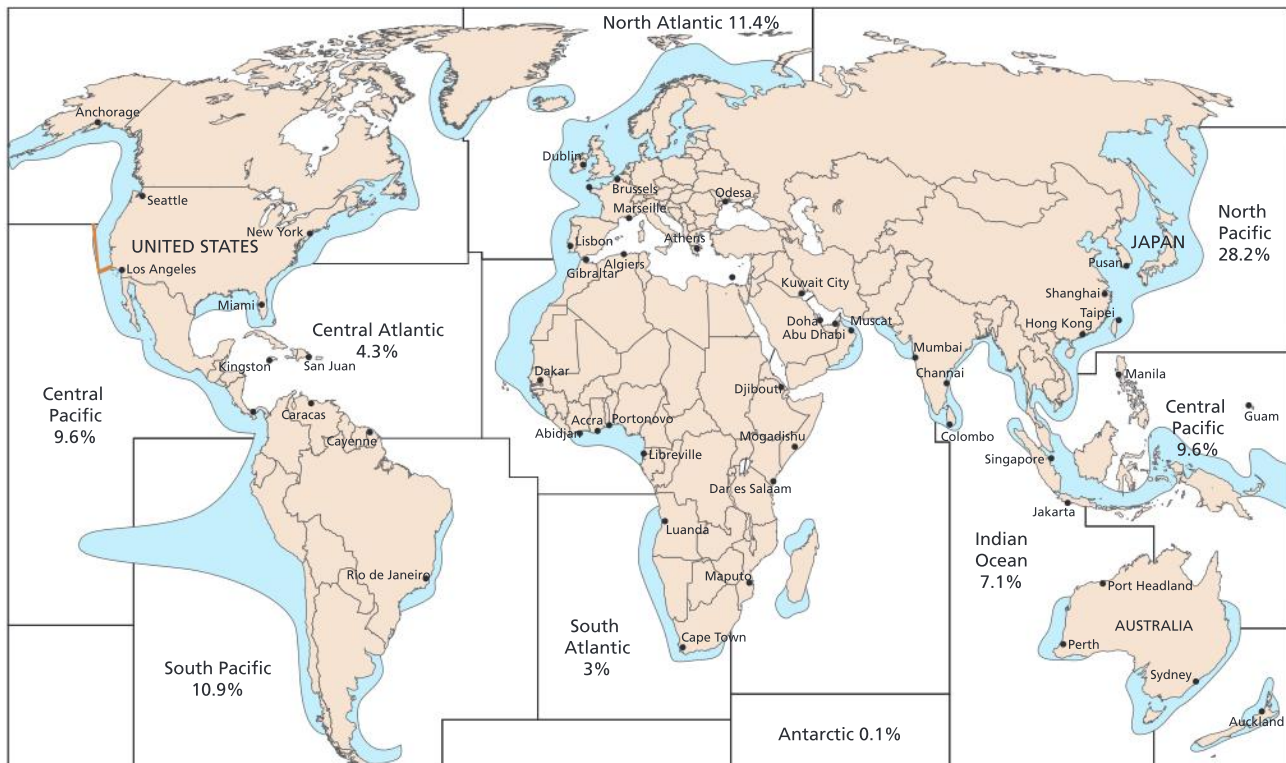 North Atlantic 11.4%
Anchorage
Seattle
UNITED STATES
New York
Los Angeles
Miami
Central Atlantic
4.3%
Kingston
San Juan
Central
Pacific
9.6%
Caracas
Cayenne
Rio de Janeiro
South Pacific
10.9%
Dublin
Brussels
Odesa
Marseille
Lisbon
Athens
Gibraltar
Algiers
Kuwait City
Doha
Abu Dhabi
Muscat
Dakar
Djibouti
Accra
Portonovo
Abidjan
Libreville
Mogadishu
Dar es Salaam
Luanda
Maputo
Cape Town
South
Atlantic
3%
Antarctic 0.1%
North
Pacific
28.2%
JAPAN
Pusan
Shanghai
Taipei
Hong Kong
Mumbai
Channai
Colombo
Manila
Guam
Central
Pacific
9.6%
Singapore
Jakarta
Indian
Ocean
7.1%
Port Headland
AUSTRALIA
Perth
Sydney
Auckland